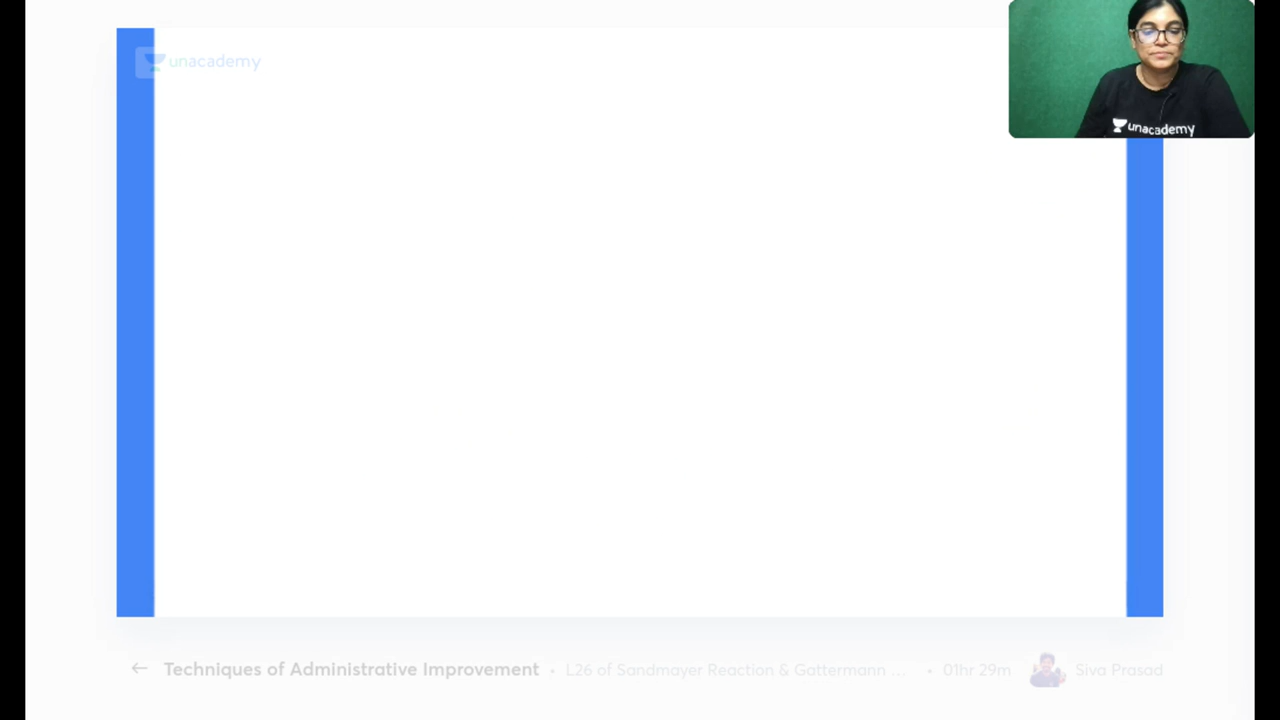 unacademy
unacademy
← Techniques of Administrative Improvement • L26 of Sandmayer Reaction & Gattermann ... • 01hr 29m Siva Prasad